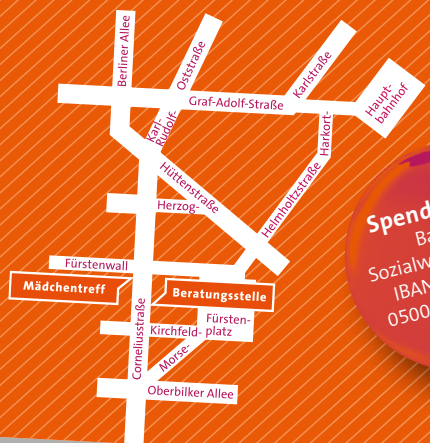 Berliner Allee
Oststraße
Karlstraße
Haupt-
bahnhof
Graf-Adolf-Straße
Karl-
Rudolf-
Harkort-
Hüttenstraße
Helmholtzstraße
Herzog-
Fürstenwall
Mädchentreff
Beratungsstelle
Corneliusstraße
Fürsten-
platz
Kirchfeld-
Morse-
Oberbilker Allee
Spend
Ba
Sozialw
IBAN
0500